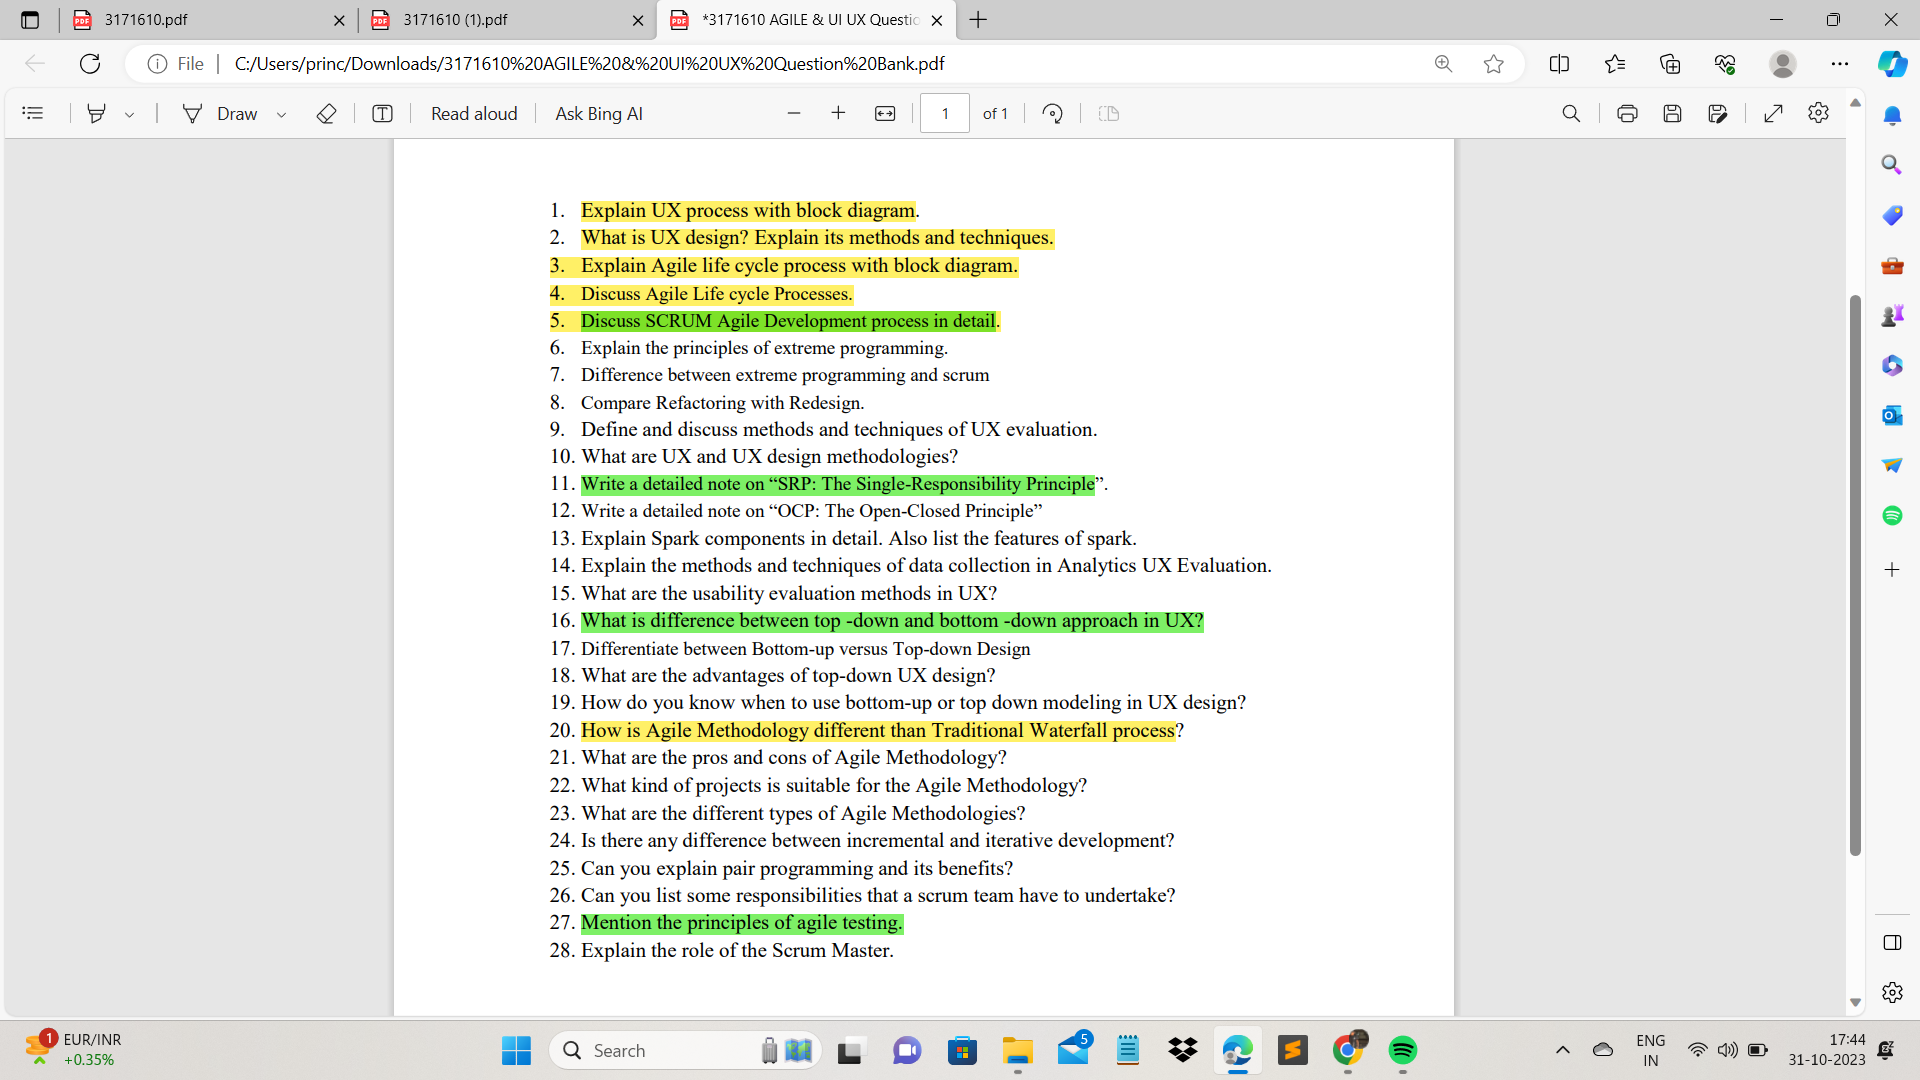 3171610.pdf
3171610 (1).pdf
*3171610 AGILE & UI UX Questio
File
C:/Users/princ/Downloads/3171610%20AGILE%20&%20UI%20UX%20Question%20Bank.pdf
Draw
Read aloud
Ask Bing AI
1
of 1
1. Explain UX process with block diagram.
2. What is UX design? Explain its methods and techniques.
3. Explain Agile life cycle process with block diagram.
4. Discuss Agile Life cycle Processes.
5. Discuss SCRUM Agile Development process in detail.
6. Explain the principles of extreme programming.
7. Difference between extreme programming and scrum
8. Compare Refactoring with Redesign.
9. Define and discuss methods and techniques of UX evaluation.
10. What are UX and UX design methodologies?
11. Write a detailed note on “SRP: The Single-Responsibility Principle”.
12. Write a detailed note on “OCP: The Open-Closed Principle”
13. Explain Spark components in detail. Also list the features of spark.
14. Explain the methods and techniques of data collection in Analytics UX Evaluation.
15. What are the usability evaluation methods in UX?
16. What is difference between top -down and bottom -down approach in UX?
17. Differentiate between Bottom-up versus Top-down Design
18. What are the advantages of top-down UX design?
19. How do you know when to use bottom-up or top down modeling in UX design?
20. How is Agile Methodology different than Traditional Waterfall process?
21. What are the pros and cons of Agile Methodology?
22. What kind of projects is suitable for the Agile Methodology?
23. What are the different types of Agile Methodologies?
24. Is there any difference between incremental and iterative development?
25. Can you explain pair programming and its benefits?
26. Can you list some responsibilities that a scrum team have to undertake?
27. Mention the principles of agile testing.
28. Explain the role of the Scrum Master.
1
EUR/INR
+0.35%
Search
5
ENG
IN
17:44
31-10-2023